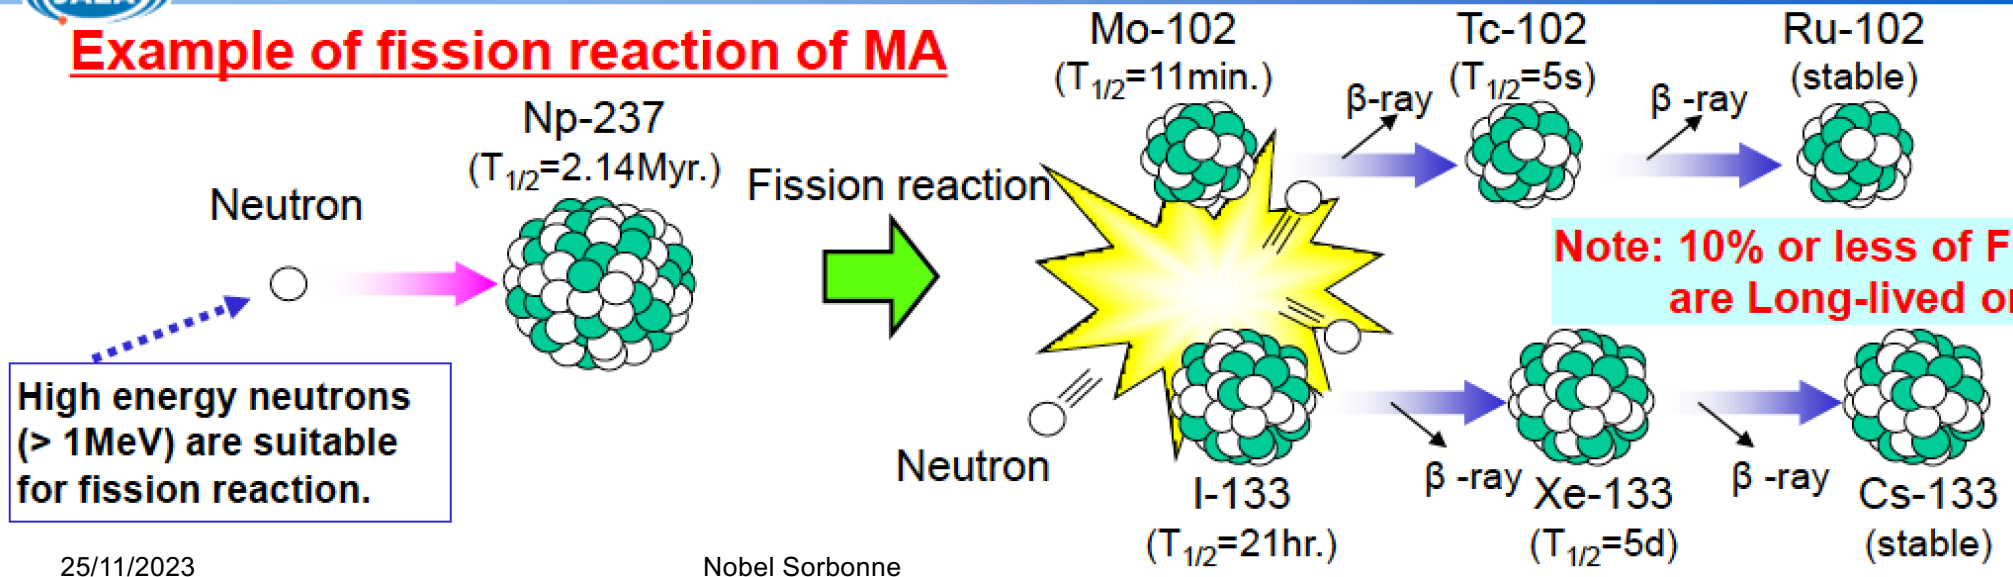 JAEA
Example of fission reaction of MA
Neutron
Np-237
(T1/2=2.14Myr.)
Fission reaction
High energy neutrons
(> 1MeV) are suitable
for fission reaction.
Mo-102
(T1/2=11min.)
β-ray
Tc-102
(T1/2=5s)
β -ray
Ru-102
(stable)
Note: 10% or less of F
are Long-lived
Neutron
I-133
(T1/2=21hr.)
β -ray
Xe-133
(T1/2=5d)
β -ray
Cs-133
(stable)
25/11/2023
Nobel Sorbonne